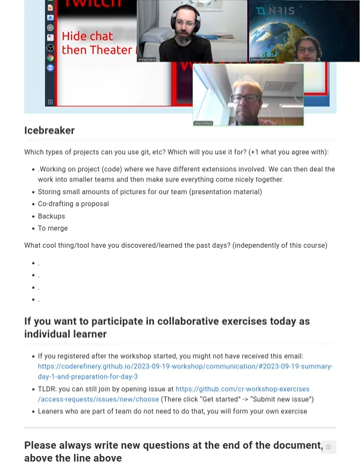 Twitch
NRIS
Hide chat
then Theater
Icebreaker
Which types of projects can you use git, etc? Which will you use it for? (+1 what you agree with):
.Working on project (code) where we have different extensions involved. We can then deal the
work into smaller teams and then make sure everything come nicely together.
Storing small amounts of pictures for our team (presentation material)
Co-drafting a proposal
Backups
To merge
What cool thing/tool have you discovered/learned the past days? (independently of this course)
.
.
.
.
If you want to participate in collaborative exercises today as
individual learner
If you registered after the workshop started, you might not have received this email:
https://coderefinery.github.io/2023-09-19-workshop/communication/#2023-09-19-summary-
day-1-and-preparation-for-day-3
TLDR: you can still join by opening issue at https://github.com/cr-workshop-exercises
/access-requests/issues/new/choose (There click "Get started" -> "Submit new issue")
Leaners who are part of team do not need to do that, you will form your own exercise
Please always write new questions at the end of the document,
above the line above